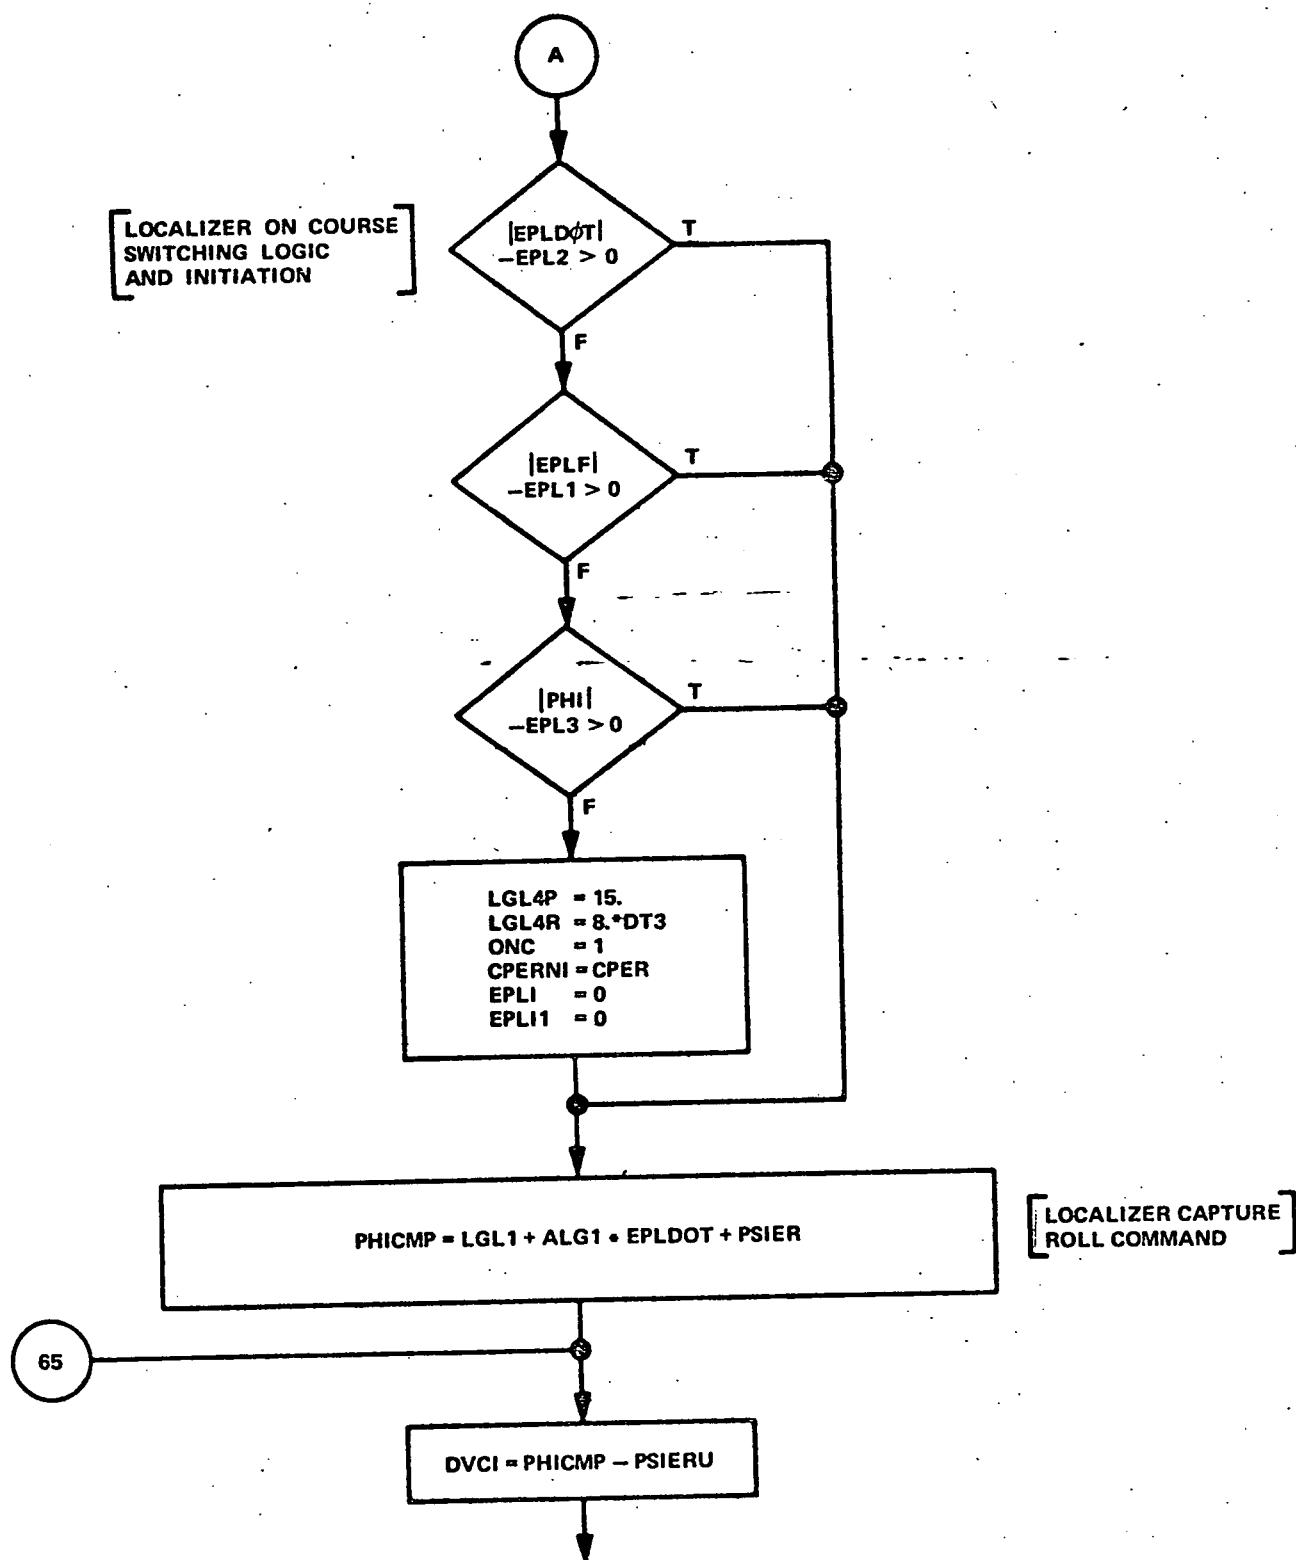 A
LOCALIZER ON COURSE
SWITCHING LOGIC
AND INITIATION
|EPLDϕT|
−EPL2 > 0
T
F
|EPLF|
−EPL1 > 0
T
F
|PHI|
−EPL3 > 0
T
F
LGL4P = 15.
LGL4R = 8.*DT3
ONC = 1
CPERNI = CPER
EPLI = 0
EPLI1 = 0
PHICMP = LGL1 + ALG1 * EPLDOT + PSIER
LOCALIZER CAPTURE
ROLL COMMAND
65
DVCI = PHICMP − PSIERU